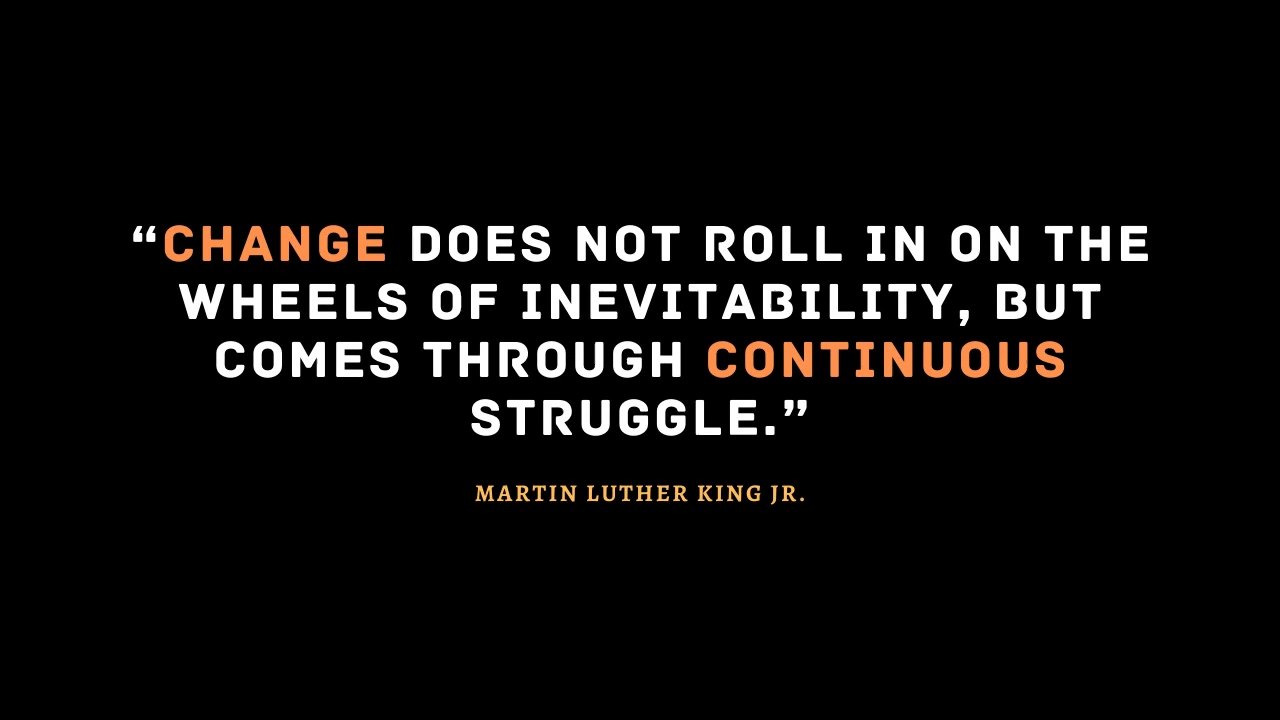 “CHANGE DOES NOT ROLL IN ON THE
WHEELS OF INEVITABILITY, BUT
COMES THROUGH CONTINUOUS
STRUGGLE.”
MARTIN LUTHER KING JR.